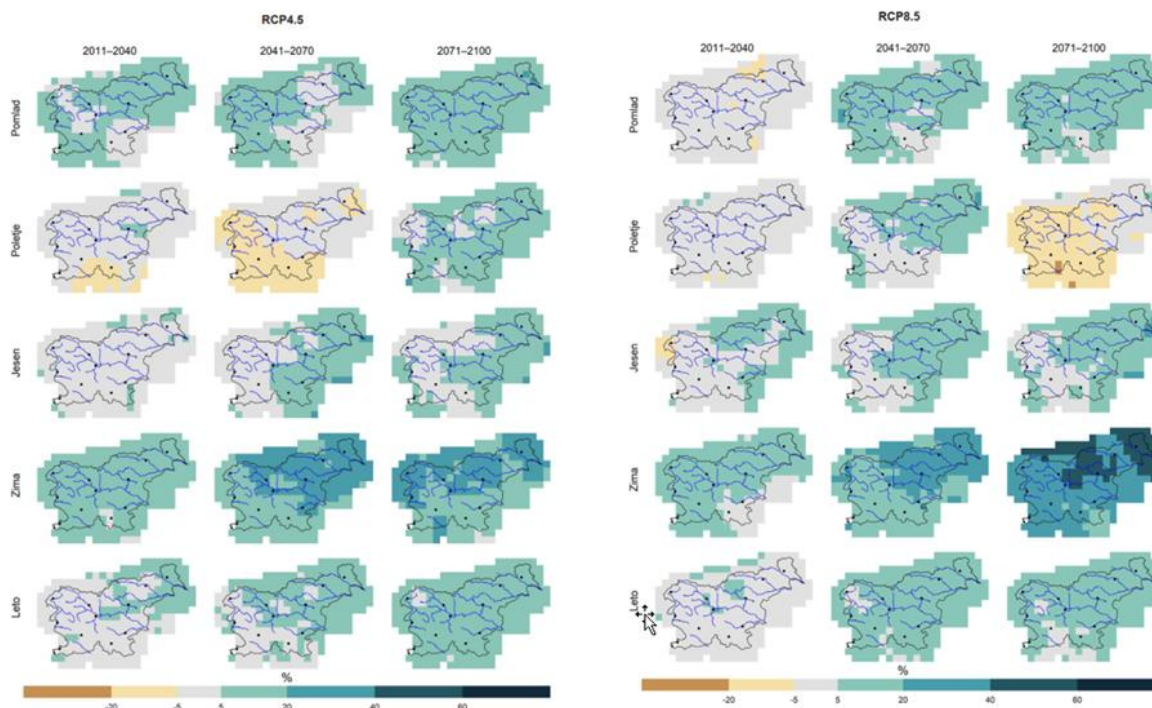 RCP4.5
2011–2040 2041–2070 2071–2100
Pomlad
Poletje
Jesen
Zima
Leto
%
-20 -5 5 20 40 60
RCP8.5
2011–2040 2041–2070 2071–2100
Pomlad
Poletje
Jesen
Zima
Leto
%
-20 -5 5 20 40 60